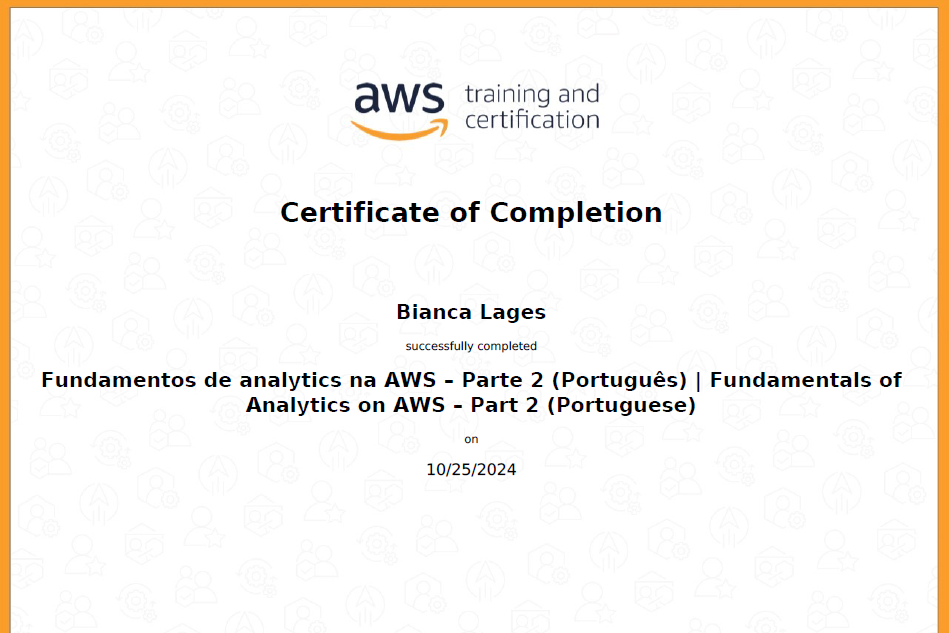 aws training and
certification
Certificate of Completion
Bianca Lages
successfully completed
Fundamentos de analytics na AWS – Parte 2 (Português) | Fundamentals of
Analytics on AWS – Part 2 (Portuguese)
on
10/25/2024